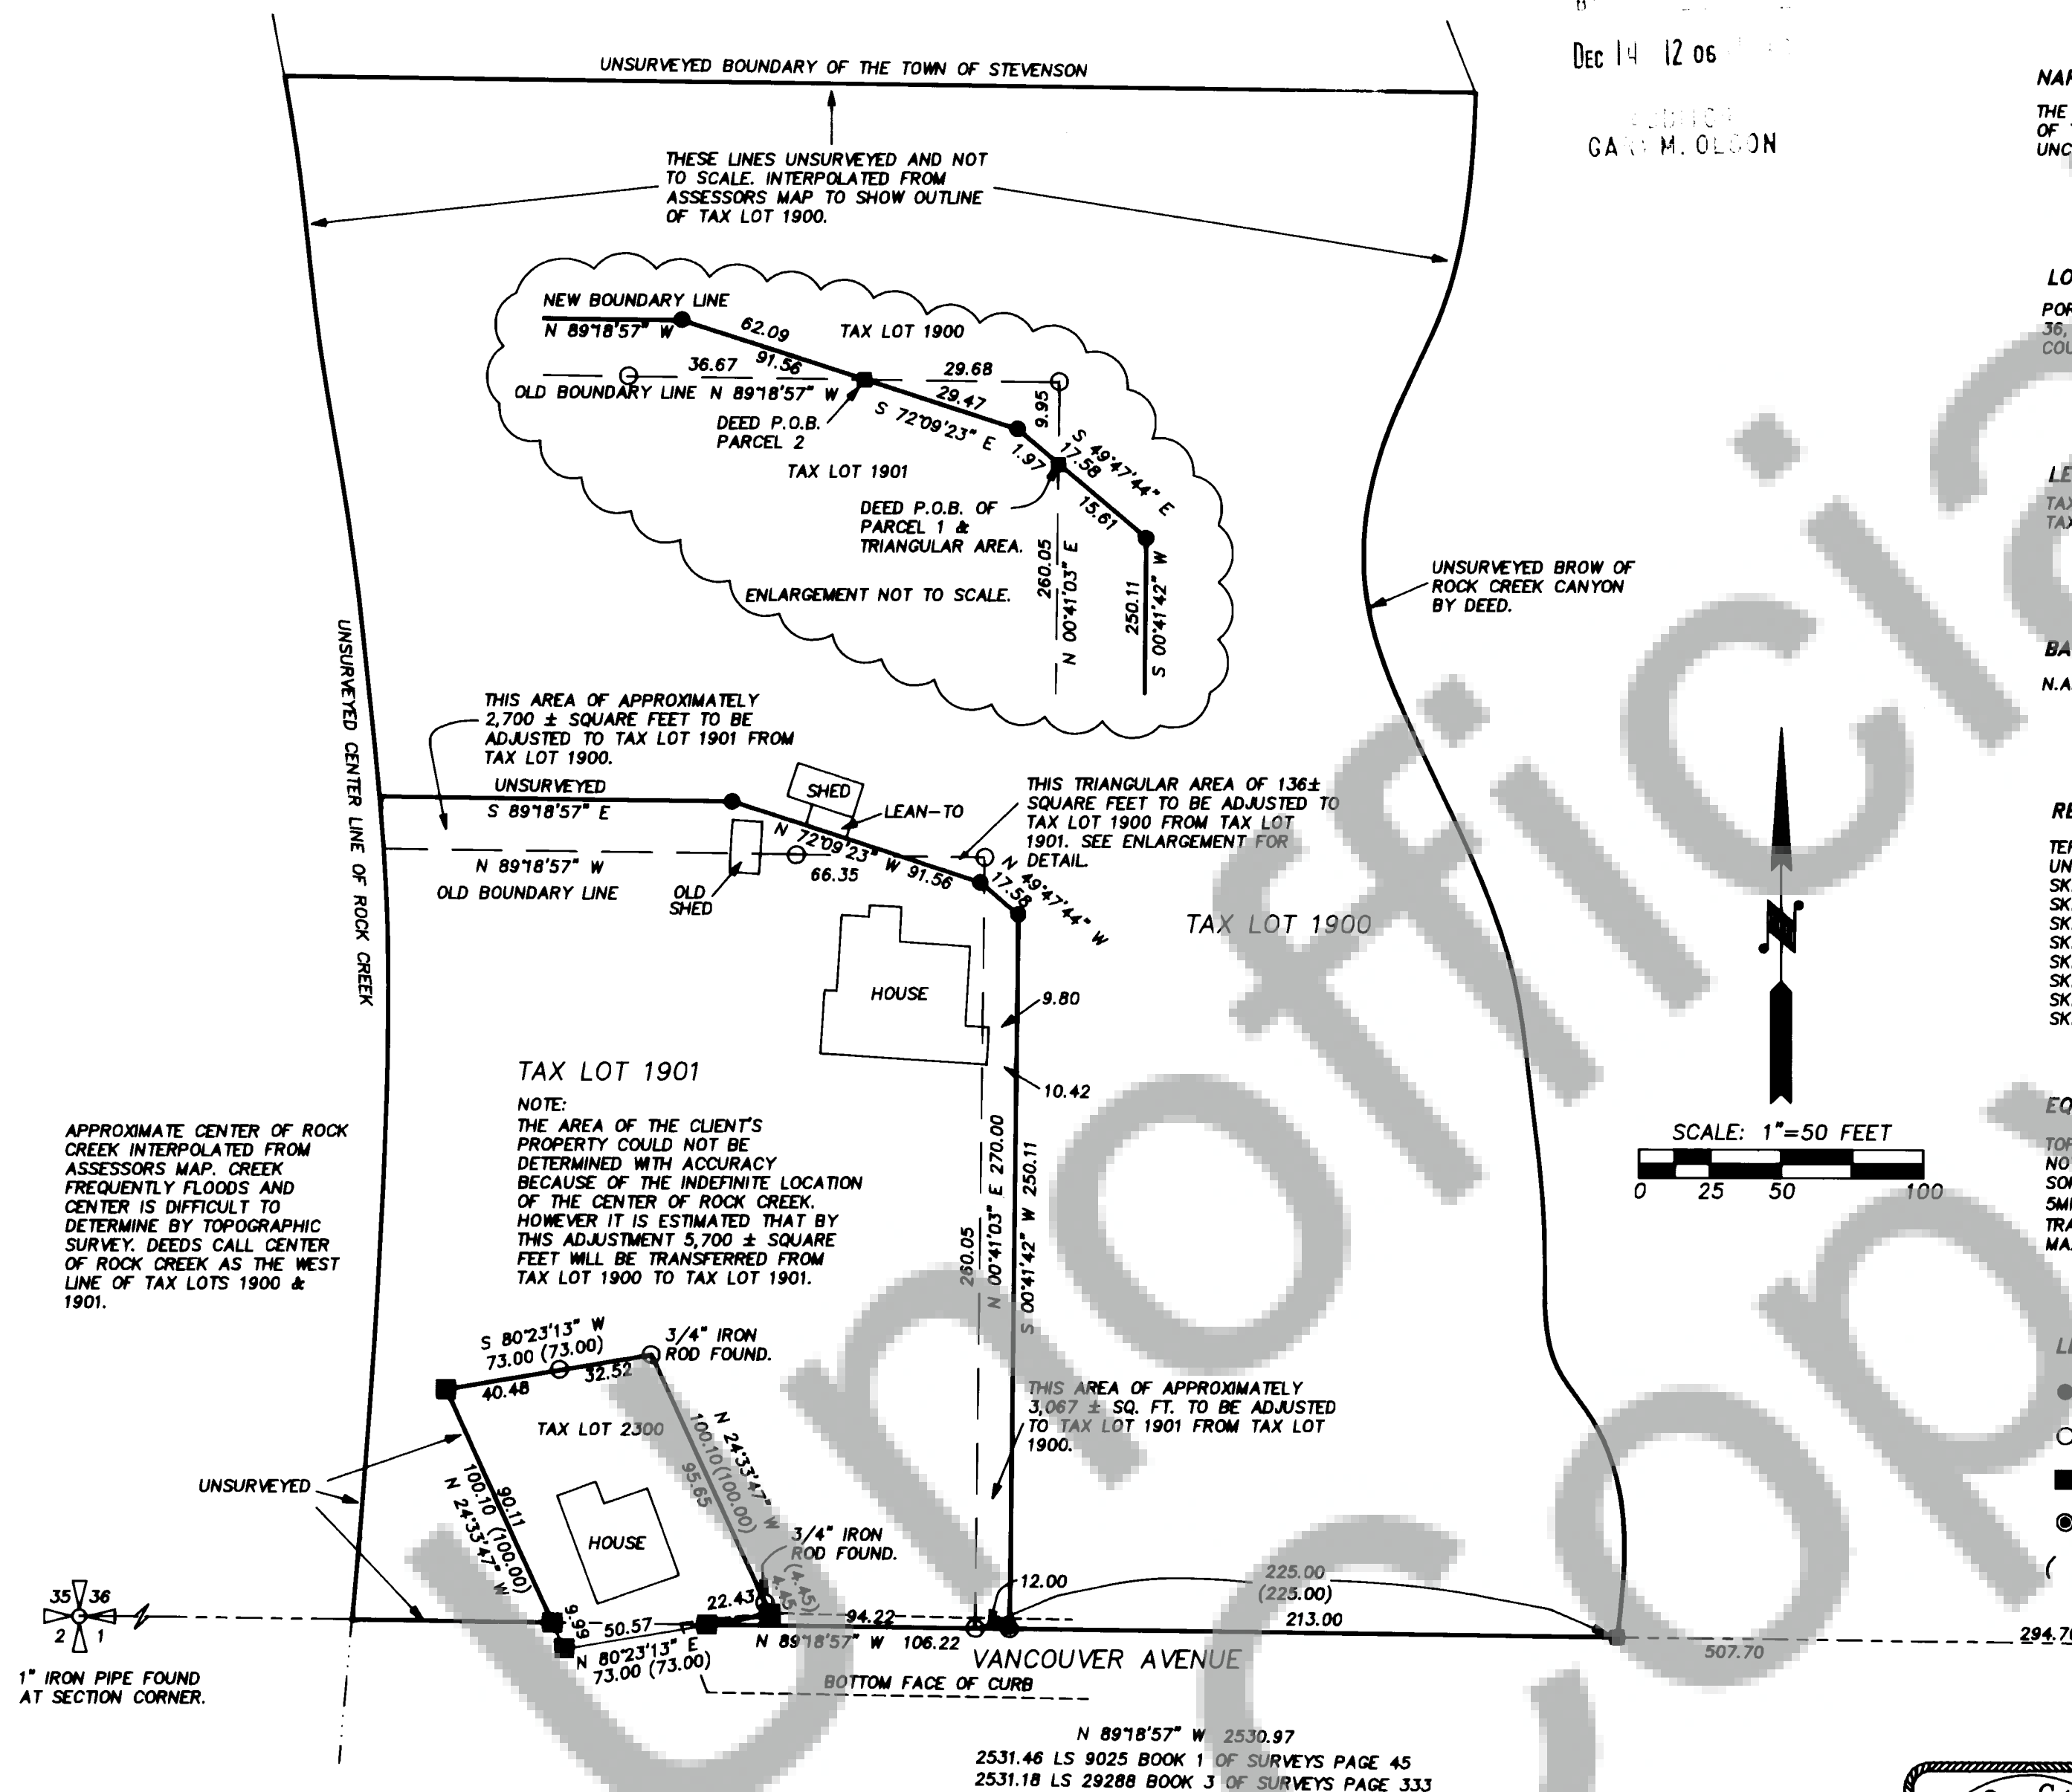 DEC 14 12 06
GARY M. OLSON
UNSURVEYED BOUNDARY OF THE TOWN OF STEVENSON
THESE LINES UNSURVEYED AND NOT
TO SCALE. INTERPOLATED FROM
ASSESSORS MAP TO SHOW OUTLINE
OF TAX LOT 1900.
NEW BOUNDARY LINE
N 89°18'57" W
62.09
91.56
TAX LOT 1900
36.67
29.68
OLD BOUNDARY LINE N 89°18'57" W
29.47
9.95
S 72°09'23" E
DEED P.O.B.
PARCEL 2
1.97
S 49°47'44" E
17.58
TAX LOT 1901
15.61
DEED P.O.B. OF
PARCEL 1 &
TRIANGULAR AREA.
260.05
N 00°41'03" E
250.11
S 00°41'42" W
ENLARGEMENT NOT TO SCALE.
UNSURVEYED BROW OF
ROCK CREEK CANYON
BY DEED.
UNSURVEYED CENTER LINE OF ROCK CREEK
THIS AREA OF APPROXIMATELY
2,700 ± SQUARE FEET TO BE
ADJUSTED TO TAX LOT 1901 FROM
TAX LOT 1900.
UNSURVEYED
S 89°18'57" E
SHED
LEAN-TO
N 72°09'23" W 91.56
THIS TRIANGULAR AREA OF 136±
SQUARE FEET TO BE ADJUSTED TO
TAX LOT 1900 FROM TAX LOT
1901. SEE ENLARGEMENT FOR
DETAIL.
N 89°18'57" W
OLD BOUNDARY LINE
OLD
SHED
66.35
N 49°47'44" W
17.58
TAX LOT 1900
HOUSE
9.80
10.42
TAX LOT 1901
NOTE:
THE AREA OF THE CLIENT'S
PROPERTY COULD NOT BE
DETERMINED WITH ACCURACY
BECAUSE OF THE INDEFINITE LOCATION
OF THE CENTER OF ROCK CREEK.
HOWEVER IT IS ESTIMATED THAT BY
THIS ADJUSTMENT 5,700 ± SQUARE
FEET WILL BE TRANSFERRED FROM
TAX LOT 1900 TO TAX LOT 1901.
260.05
N 00°41'03" E 270.00
S 00°41'42" W 250.11
APPROXIMATE CENTER OF ROCK
CREEK INTERPOLATED FROM
ASSESSORS MAP. CREEK
FREQUENTLY FLOODS AND
CENTER IS DIFFICULT TO
DETERMINE BY TOPOGRAPHIC
SURVEY. DEEDS CALL CENTER
OF ROCK CREEK AS THE WEST
LINE OF TAX LOTS 1900 &
1901.
SCALE: 1"=50 FEET
0 25 50 100
N
S 80°23'13" W
73.00 (73.00)
40.48
32.52
3/4" IRON
ROD FOUND.
TAX LOT 2300
N 24°33'47" W
100.10 (100.00)
95.65
THIS AREA OF APPROXIMATELY
3,067 ± SQ. FT. TO BE ADJUSTED
TO TAX LOT 1901 FROM TAX LOT
1900.
UNSURVEYED
90.11
100.10 (100.00)
N 24°33'47" W
HOUSE
3/4" IRON
ROD FOUND.
4.45
(4.45)
35 36
2 1
1" IRON PIPE FOUND
AT SECTION CORNER.
9.99
50.57
22.43
94.22
12.00
225.00
(225.00)
213.00
N 80°23'13" E
73.00 (73.00)
N 89°18'57" W 106.22
VANCOUVER AVENUE
BOTTOM FACE OF CURB
507.70
294.70
N 89°18'57" W 2530.97
2531.46 LS 9025 BOOK 1 OF SURVEYS PAGE 45
2531.18 LS 29288 BOOK 3 OF SURVEYS PAGE 333
THE
OF
36,
TAX
TAX
Unofficial
Copy